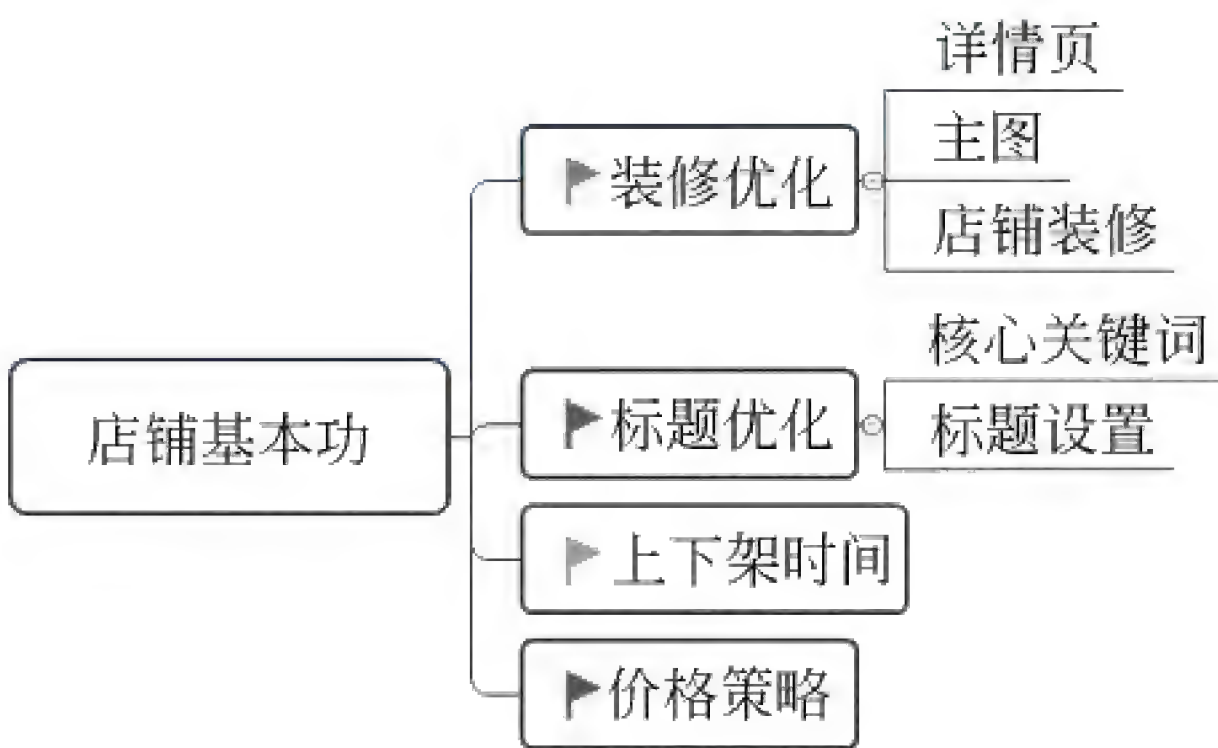 店铺基本功
装修优化
详情页
主图
店铺装修
标题优化
核心关键词
标题设置
上下架时间
价格策略